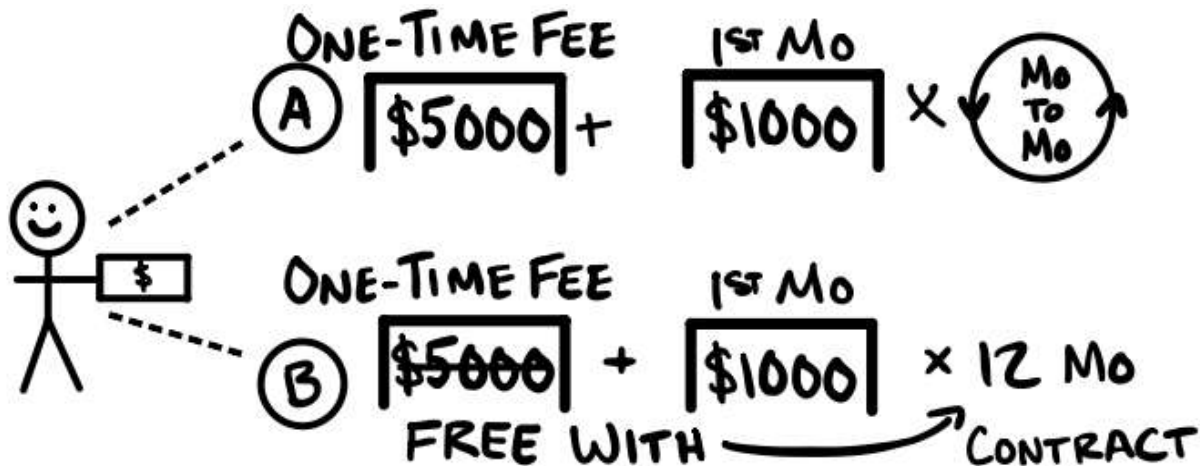 ONE-TIME FEE 1ST MO
A $5000 + $1000 X MO TO MO
$
ONE-TIME FEE 1ST MO
B $5000 + $1000 x 12 MO
FREE WITH CONTRACT